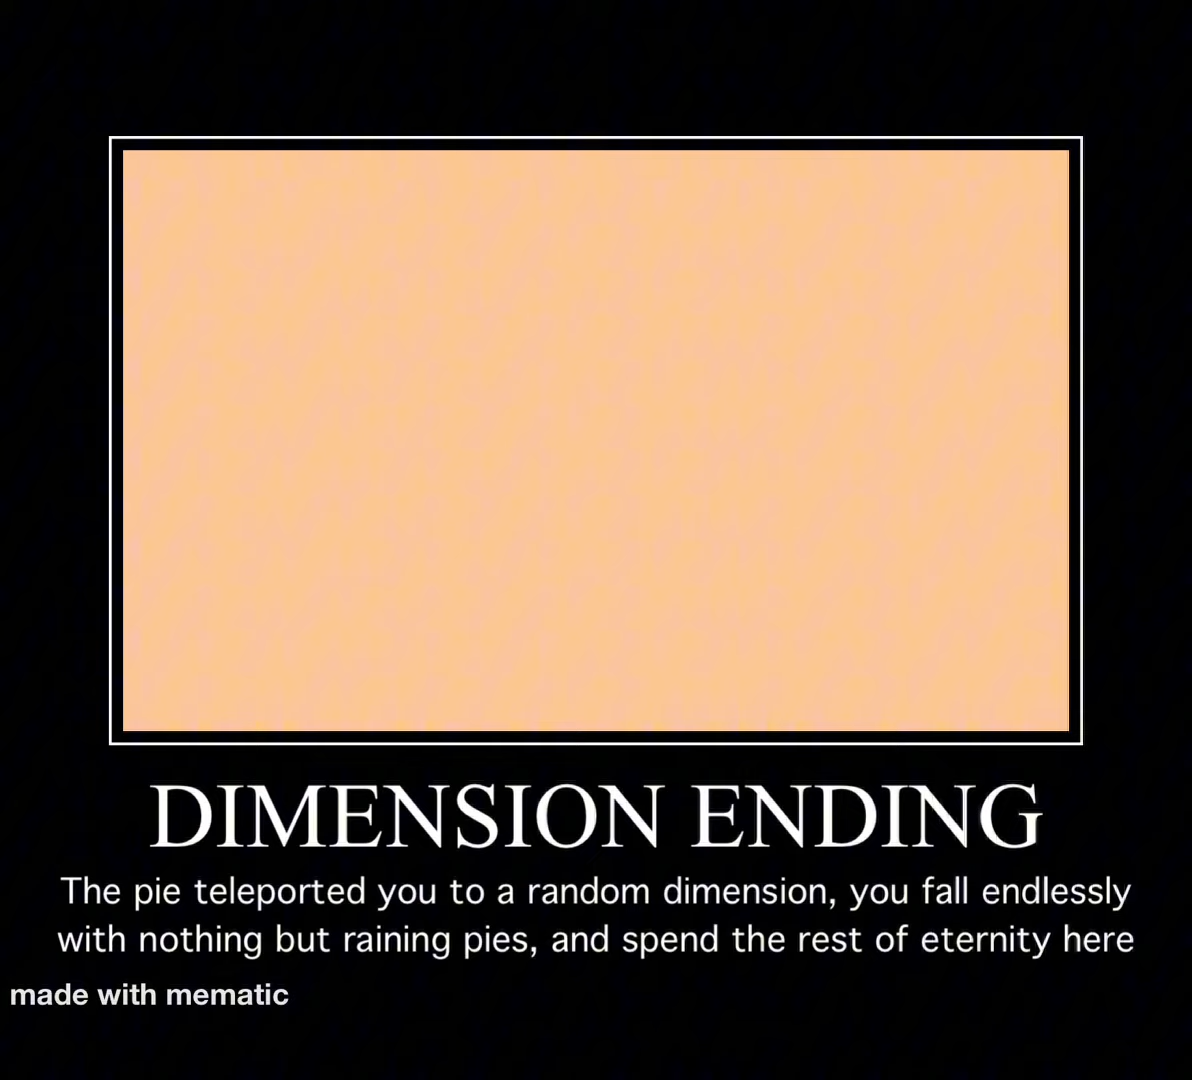 DIMENSION ENDING
The pie teleported you to a random dimension, you fall endlessly
with nothing but raining pies, and spend the rest of eternity here
made with mematic